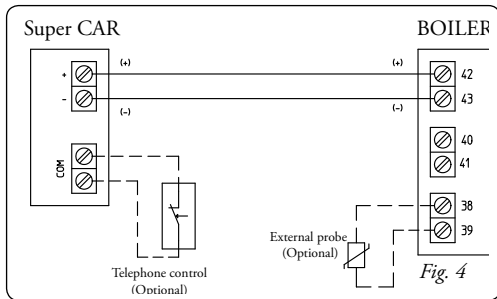 Super CAR
BOILER
+
(+)
(+)
42
-
(-)
(-)
43
40
COM
41
38
39
External probe
(Optional)
Telephone control
(Optional)
Fig. 4